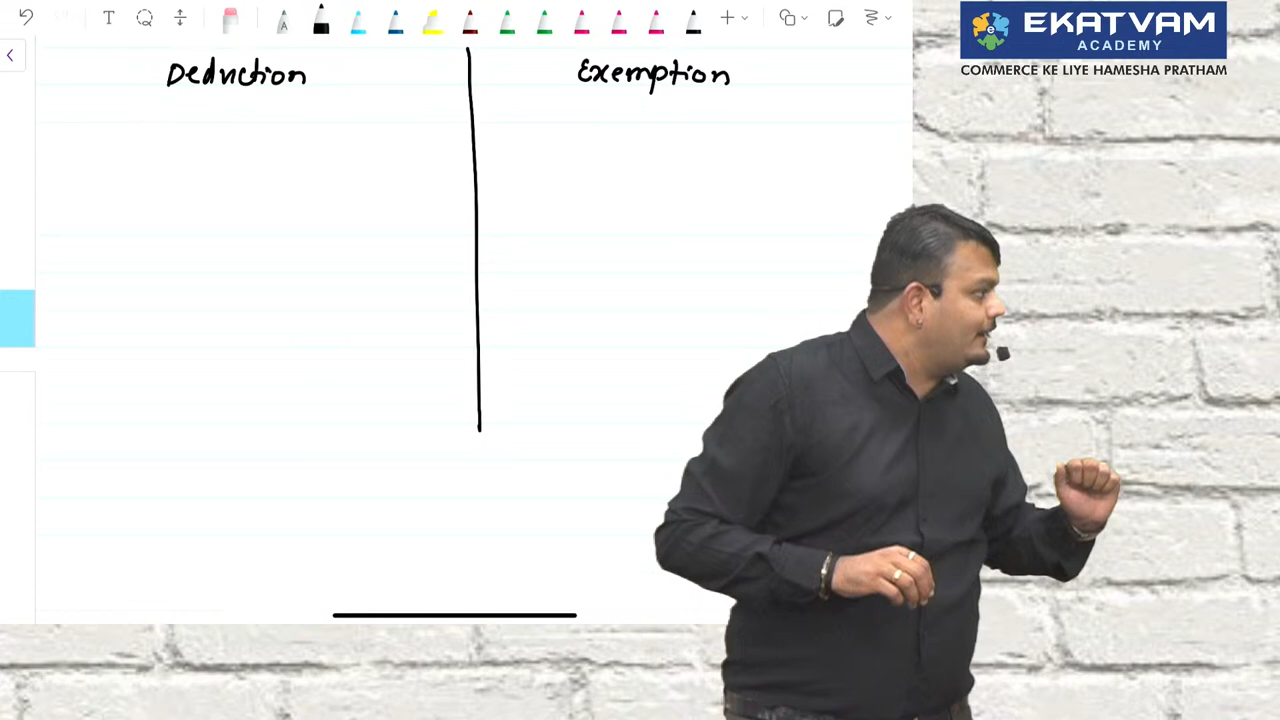 T
A
EKATVAM
ACADEMY
COMMERCE KE LIYE HAMESHA PRATHAM
Deduction
Exemption